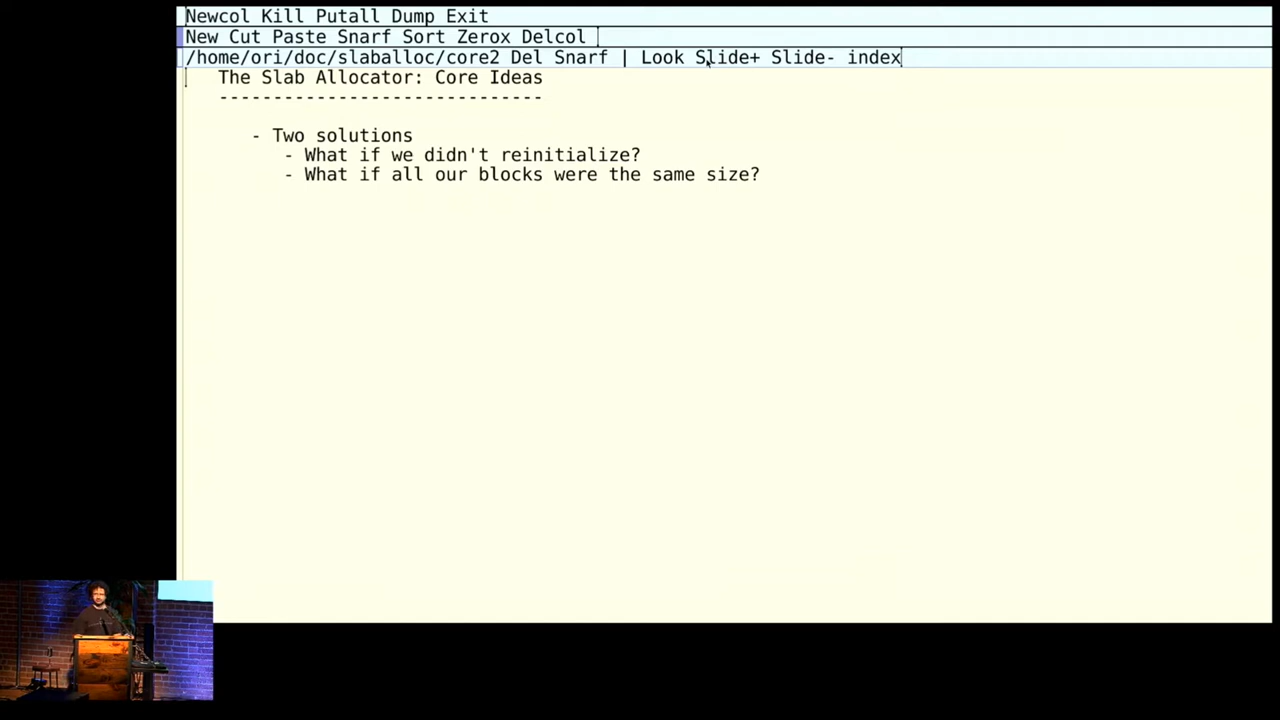 Newcol Kill Putall Dump Exit
New Cut Paste Snarf Sort Zerox Delcol
/home/ori/doc/slaballoc/core2 Del Snarf | Look Slide+ Slide- index
The Slab Allocator: Core Ideas
------------------------------
- Two solutions
- What if we didn't reinitialize?
- What if all our blocks were the same size?